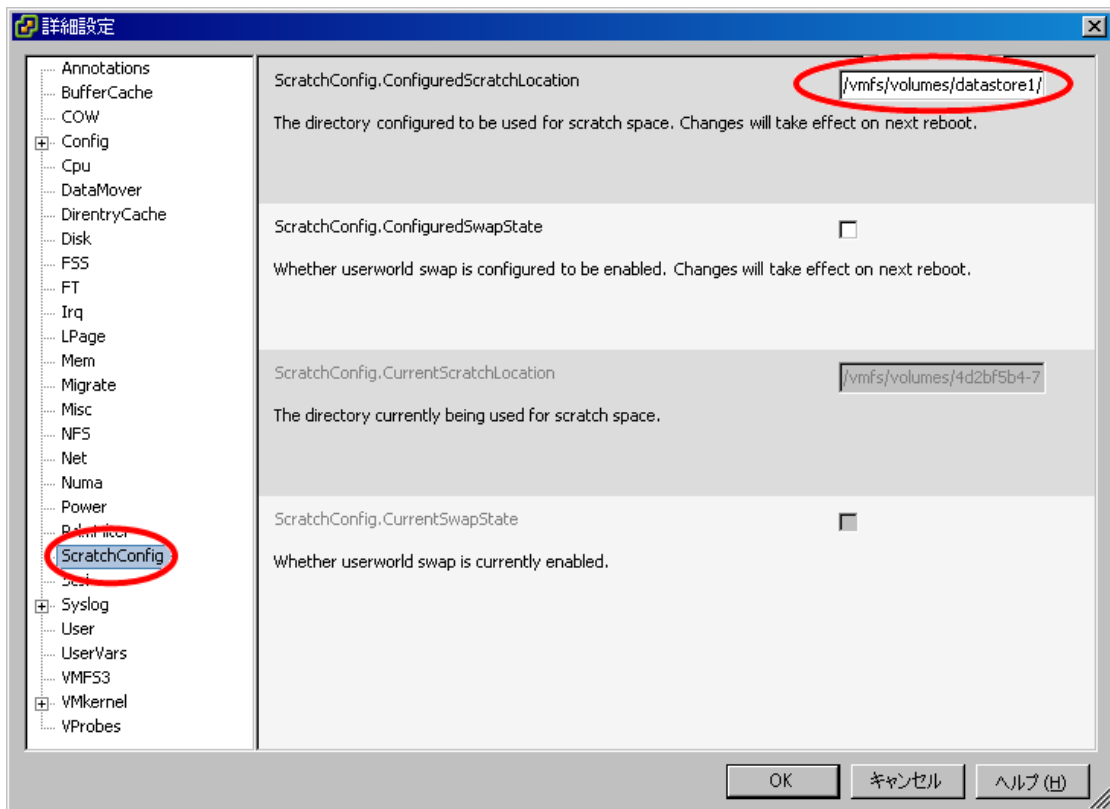 詳細設定
Annotations
BufferCache
COW
Config
Cpu
DataMover
DirentryCache
Disk
FSS
FT
Irq
LPage
Mem
Migrate
Misc
NFS
Net
Numa
Power
ScratchConfig
Scsi
Syslog
User
UserVars
VMFS3
VMkernel
VProbes
ScratchConfig.ConfiguredScratchLocation
/vmfs/volumes/datastore1/
The directory configured to be used for scratch space. Changes will take effect on next reboot.
ScratchConfig.ConfiguredSwapState
Whether userworld swap is configured to be enabled. Changes will take effect on next reboot.
ScratchConfig.CurrentScratchLocation
/vmfs/volumes/4d2bf5b4-7
The directory currently being used for scratch space.
ScratchConfig.CurrentSwapState
Whether userworld swap is currently enabled.
OK
キャンセル
ヘルプ(H)